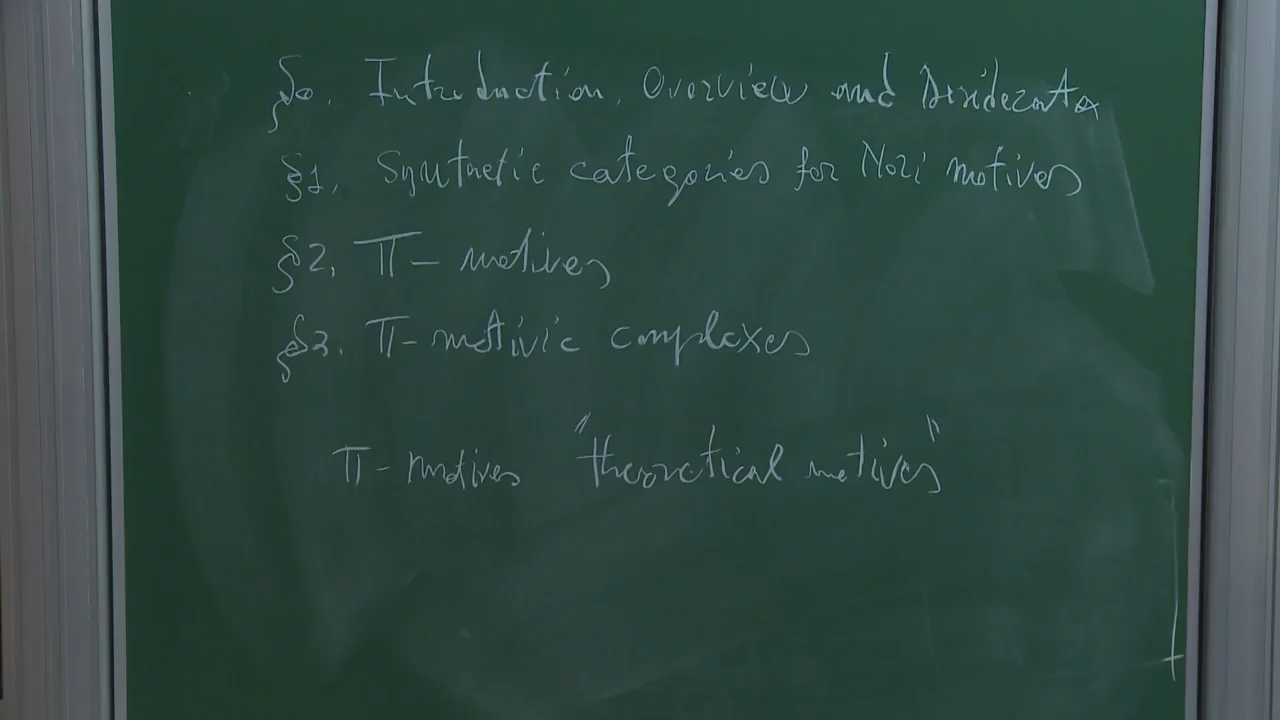 §0. Introduction, Overview and Desiderata
§1. Syntactic categories for Nori motives
§2. T- motives
§3. T-motivic complexes
T- motives "theoretical motives"